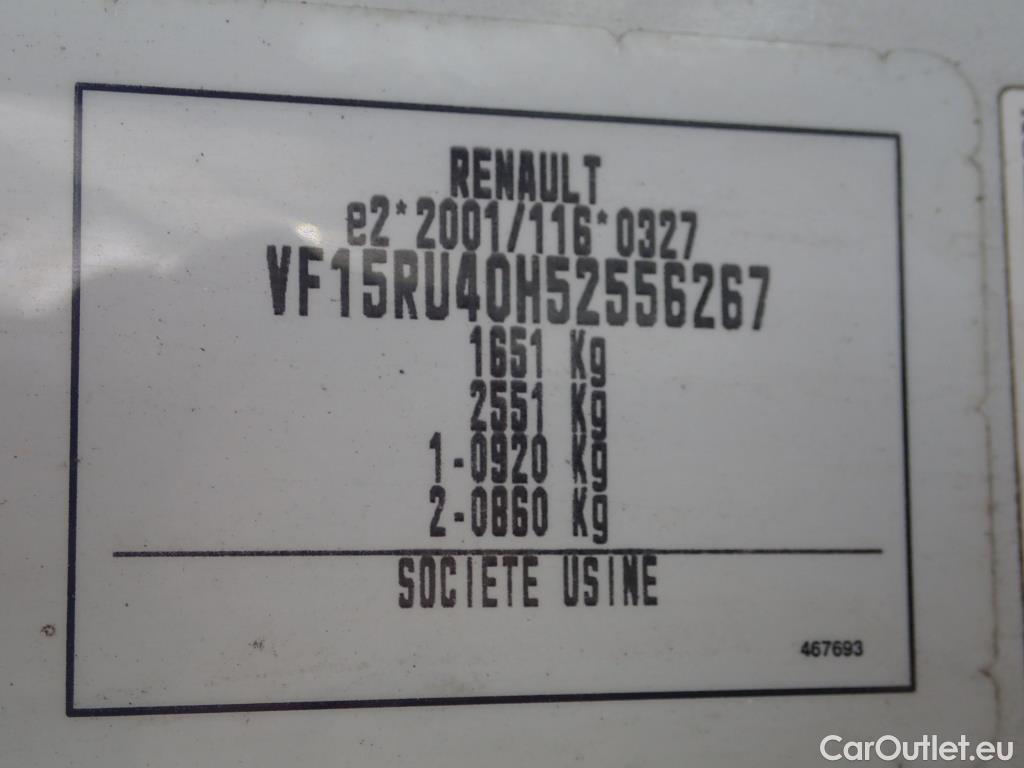 RENAULT
e2*2001/116*0327
VF15RU40H52556267
1651 Kg
2551 Kg
1-0920 Kg
2-0860 Kg
SOCIETE USINE
467693
CarOutlet.eu